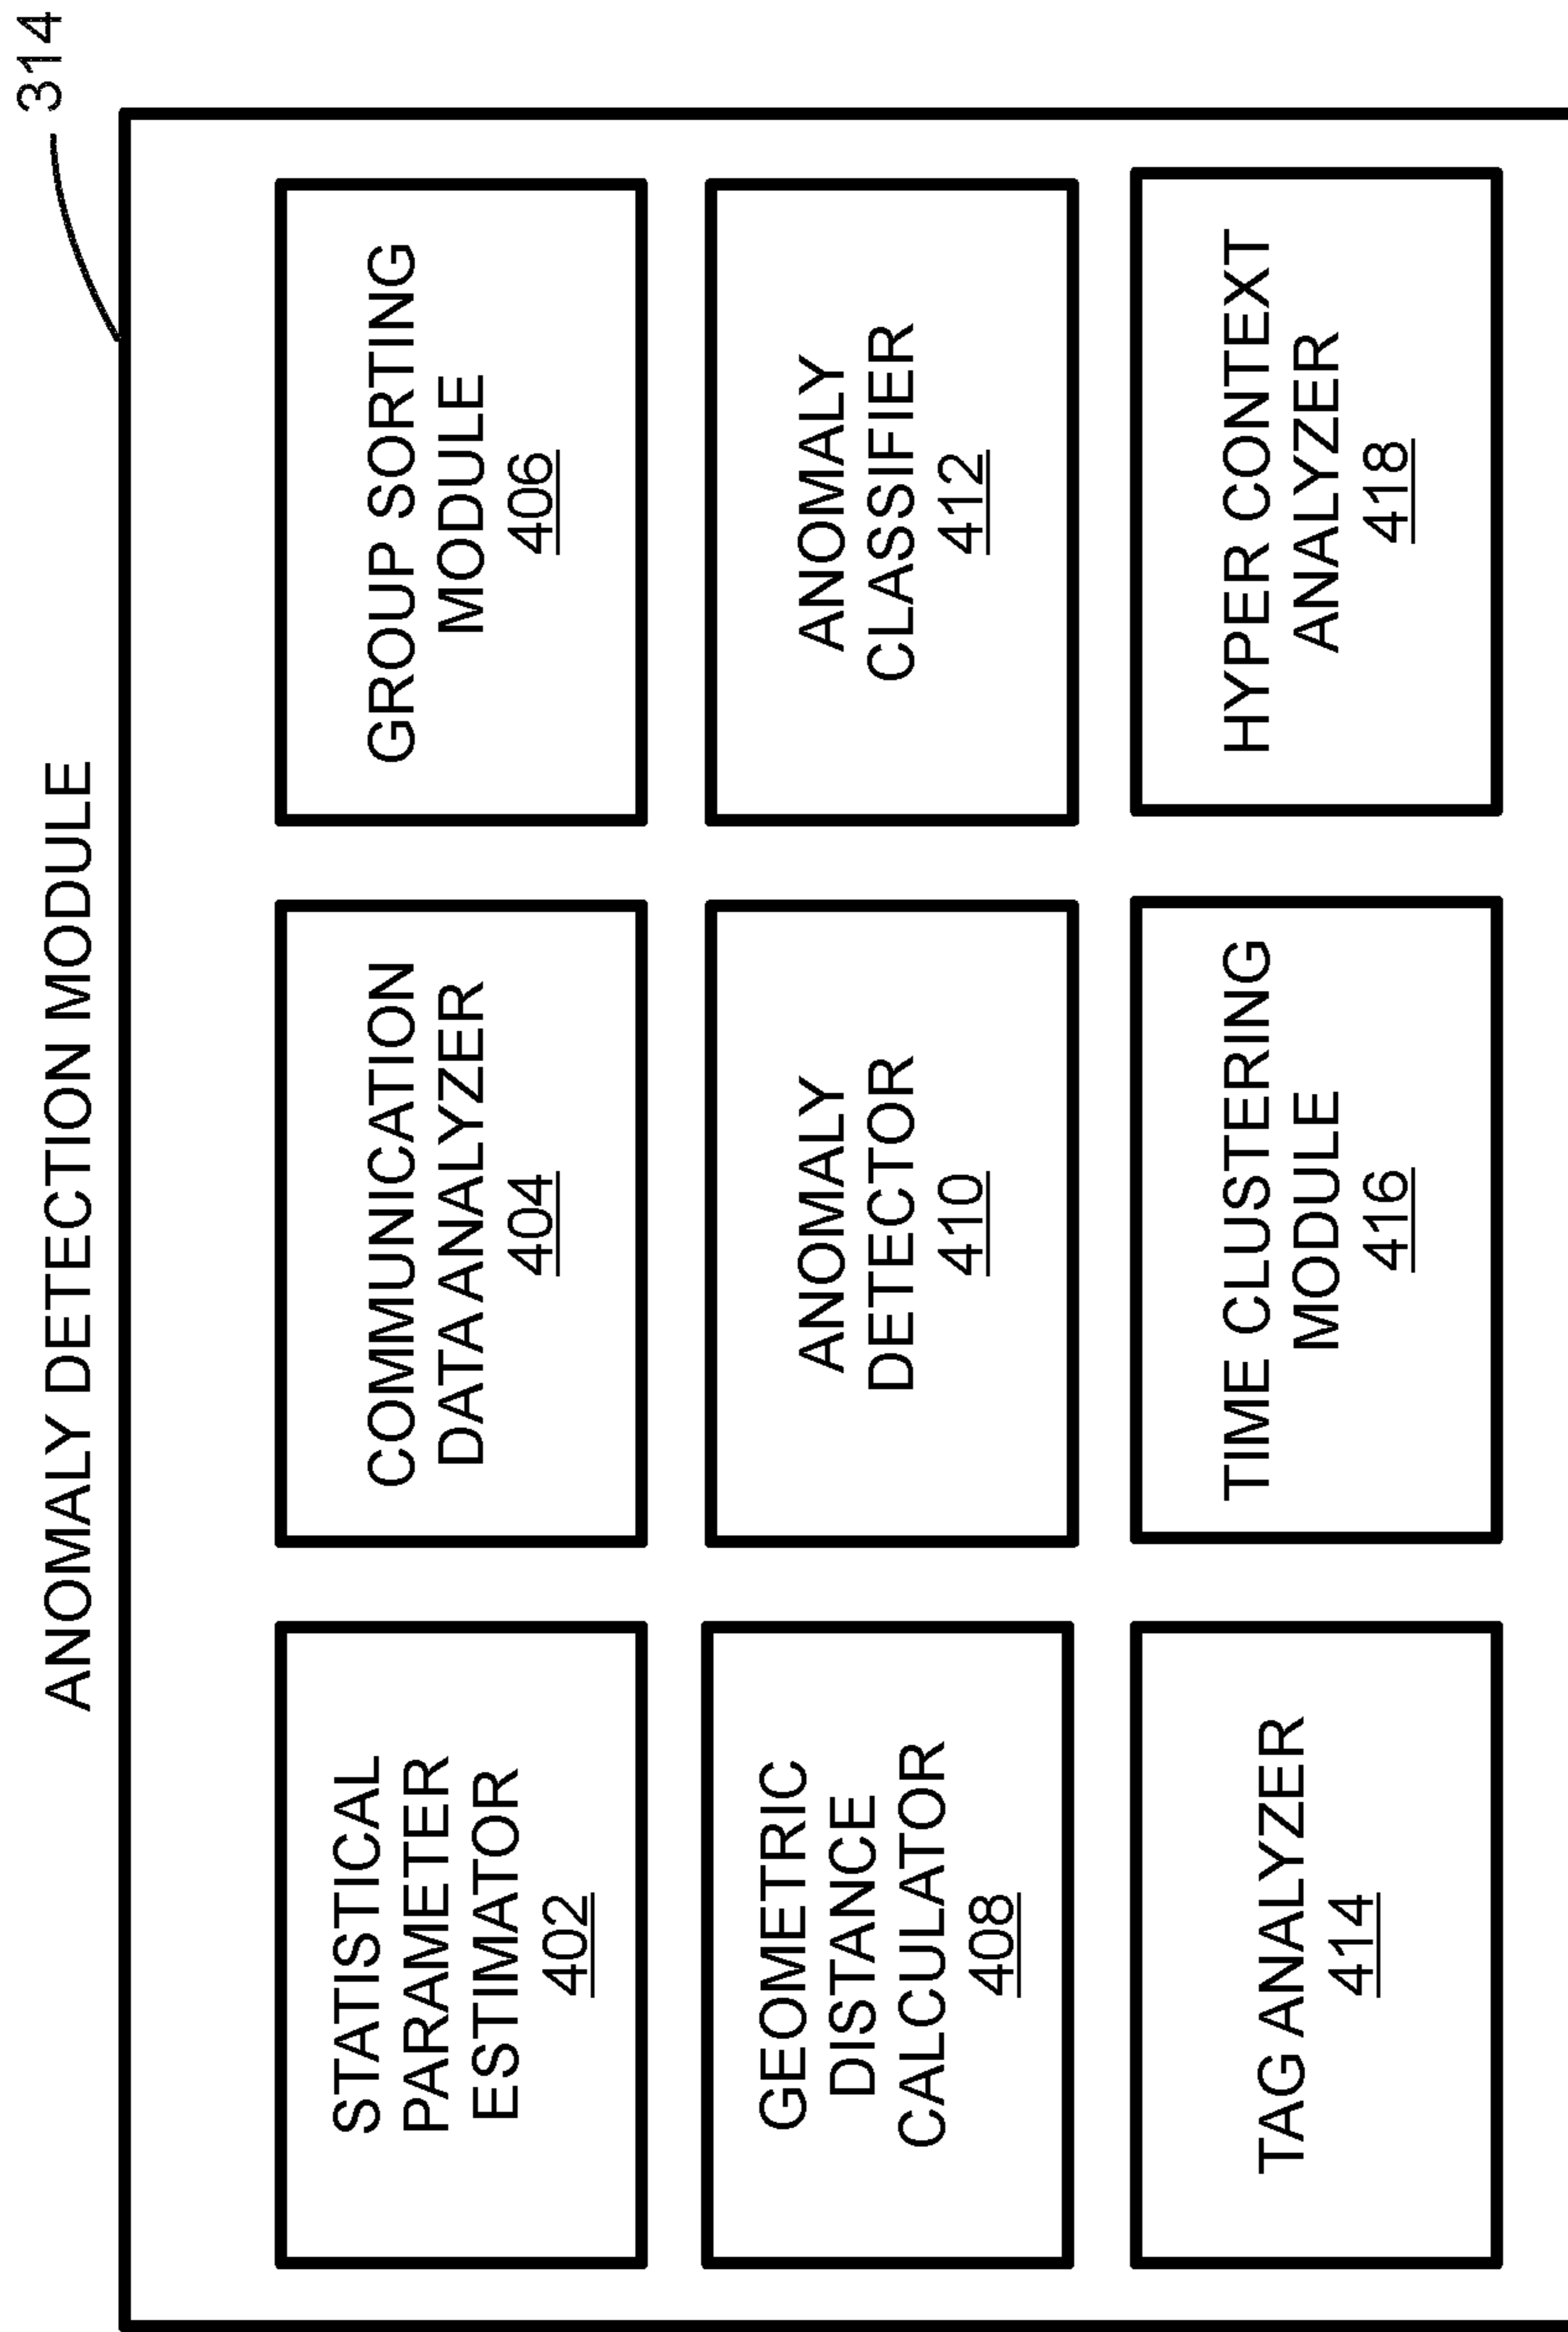 ANOMALY DETECTION MODULE
314
STATISTICAL
PARAMETER
ESTIMATOR
402
COMMUNICATION
DATA ANALYZER
404
GROUP SORTING
MODULE
406
GEOMETRIC
DISTANCE
CALCULATOR
408
ANOMALY
DETECTOR
410
ANOMALY
CLASSIFIER
412
TAG ANALYZER
414
TIME CLUSTERING
MODULE
416
HYPER CONTEXT
ANALYZER
418